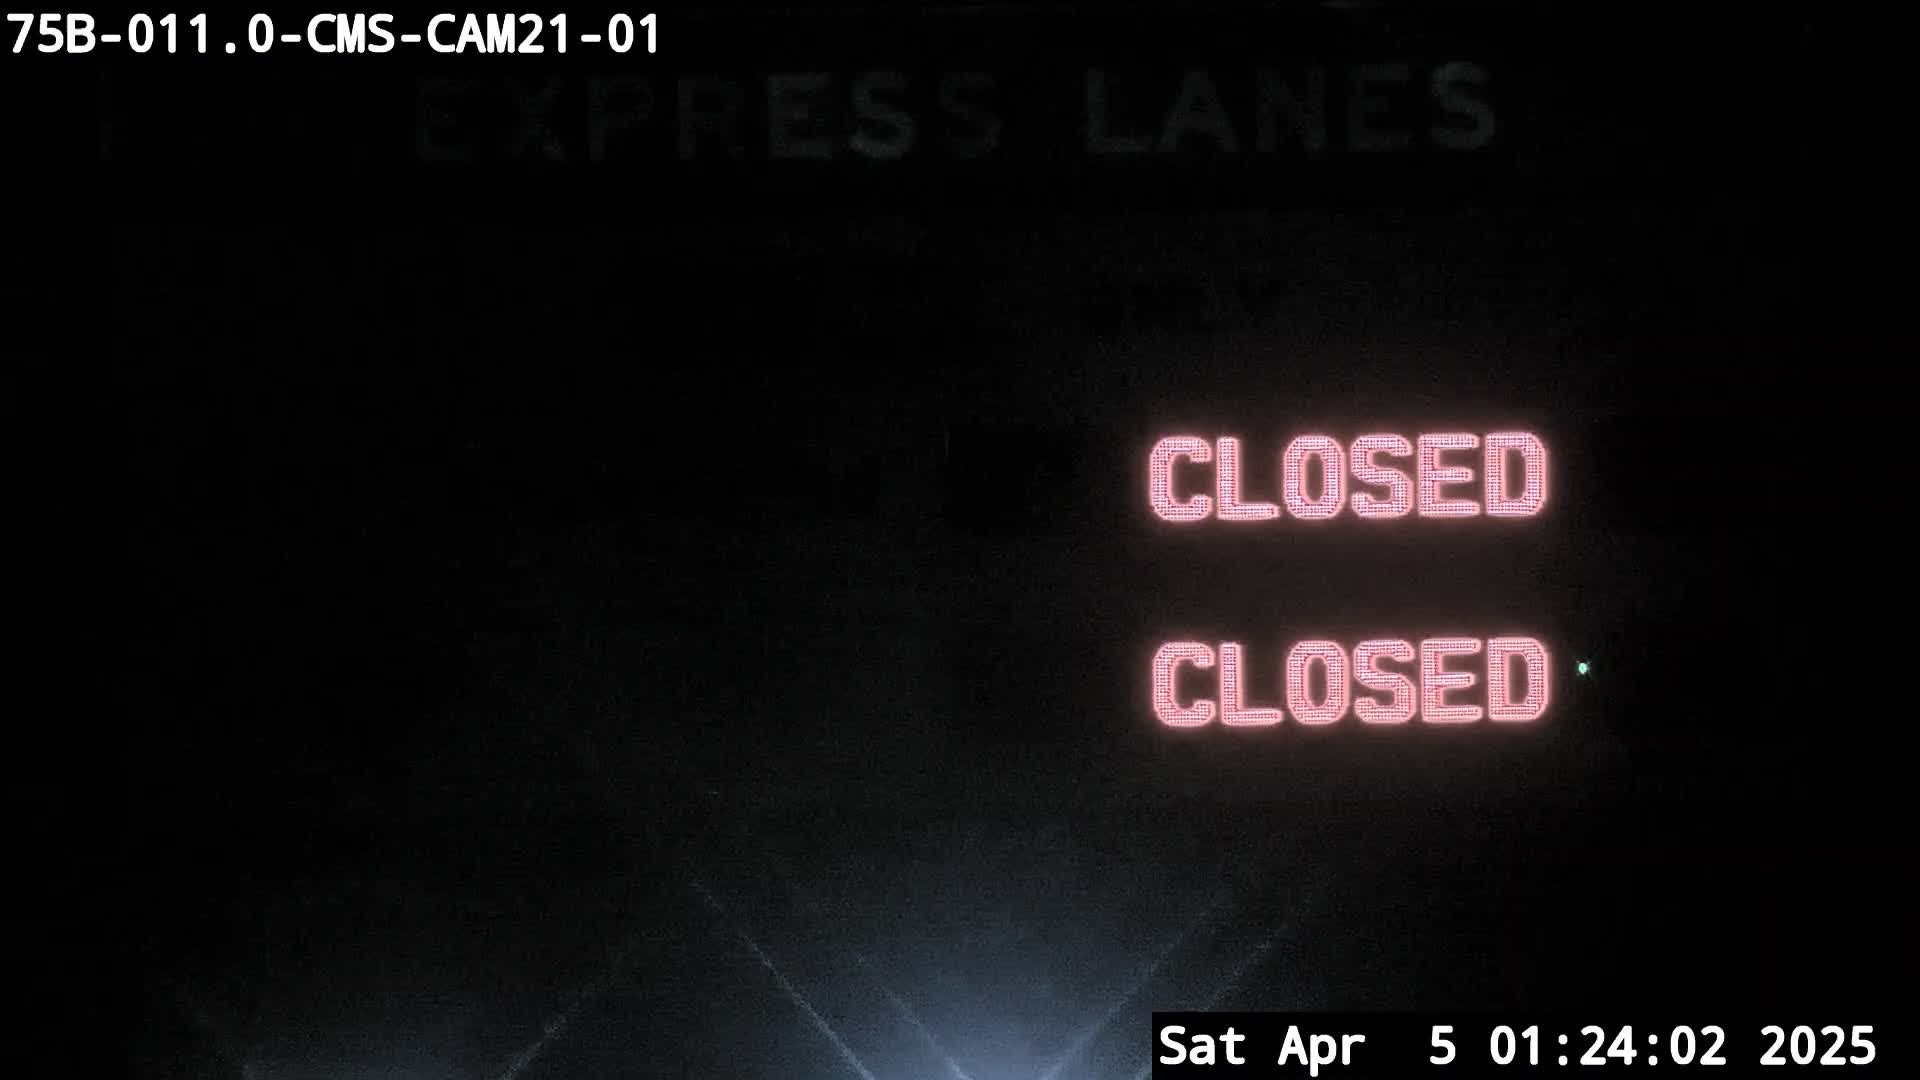 75B-011.0-CMS-CAM21-01
EXPRESS LANES
CLOSED
CLOSED
Sat Apr 5 01:24:02 2025